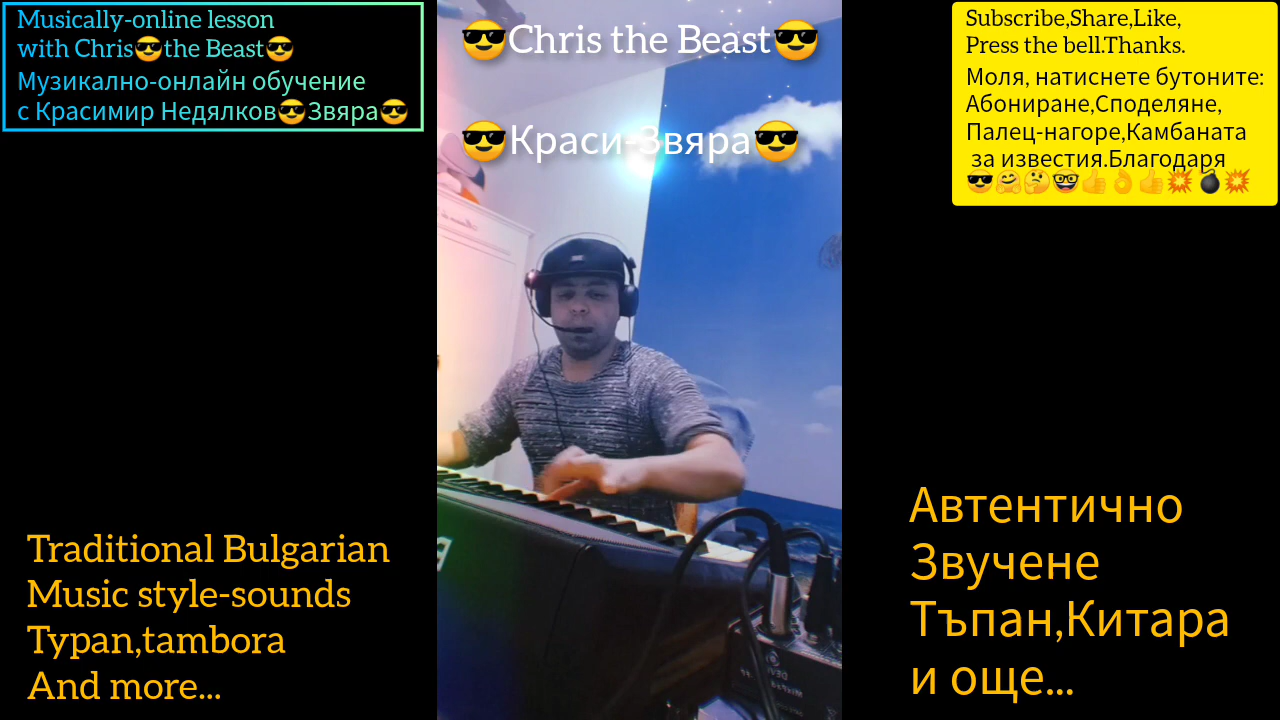 Musically-online lesson
with Chris😎the Beast😎
Музикално-онлайн обучение
с Красимир Недялков😎Звяра😎
😎Chris the Beast😎
😎Краси-Звяра😎
Subscribe,Share,Like,
Press the bell.Thanks.
Моля, натиснете бутоните:
Абониране,Споделяне,
Палец-нагоре,Камбаната
за известия.Благодаря
😎🤗🤔🤓👍👌👍💥💣💥
Traditional Bulgarian
Music style-sounds
Typan,tambora
And more...
Автентично
Звучене
Тъпан,Китара
и още...